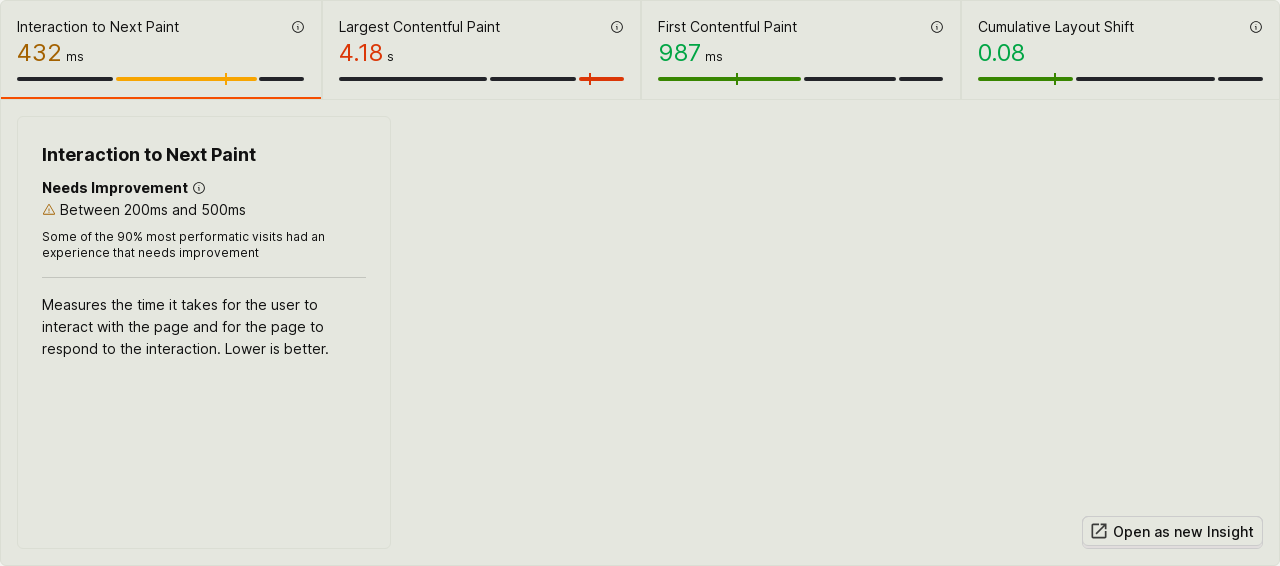 Interaction to Next Paint
432 ms
Largest Contentful Paint
4.18 s
First Contentful Paint
987 ms
Cumulative Layout Shift
0.08
Interaction to Next Paint
Needs Improvement
Between 200ms and 500ms
Some of the 90% most performatic visits had an
experience that needs improvement
Measures the time it takes for the user to
interact with the page and for the page to
respond to the interaction. Lower is better.
Open as new Insight